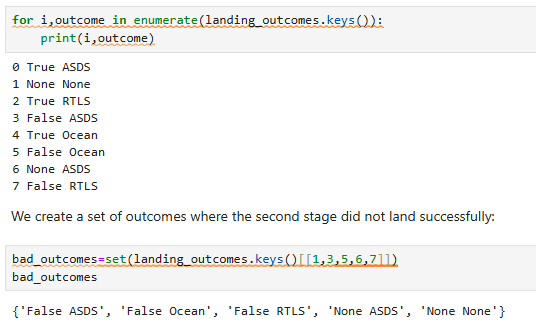 for i,outcome in enumerate(landing_outcomes.keys()):
    print(i,outcome)
0 True ASDS
1 None None
2 True RTLS
3 False ASDS
4 True Ocean
5 False Ocean
6 None ASDS
7 False RTLS
We create a set of outcomes where the second stage did not land successfully:
bad_outcomes=set(landing_outcomes.keys()[[1,3,5,6,7]])
bad_outcomes
{'False ASDS', 'False Ocean', 'False RTLS', 'None ASDS', 'None None'}